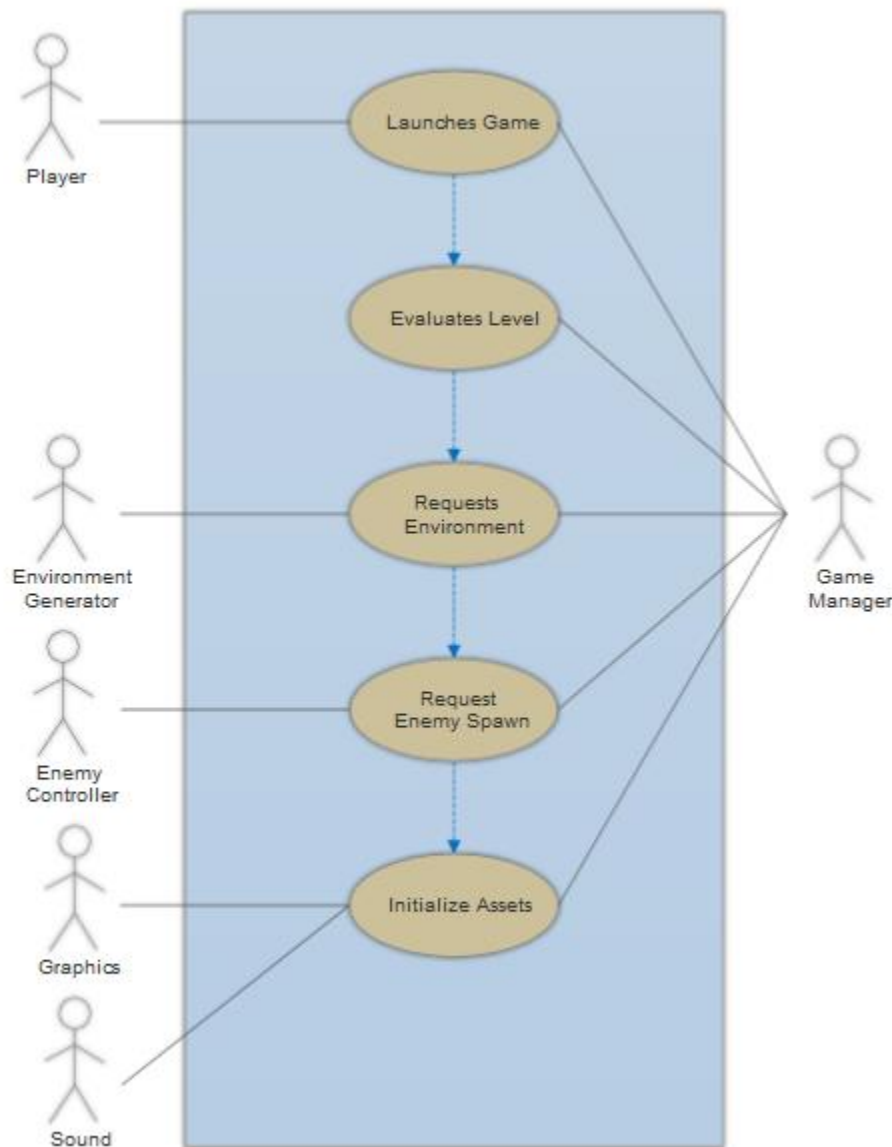 Launches Game
Player
Evaluates Level
Requests
Environment
Environment
Generator
Game
Manager
Request
Enemy Spawn
Enemy
Controller
Initialize Assets
Graphics
Sound